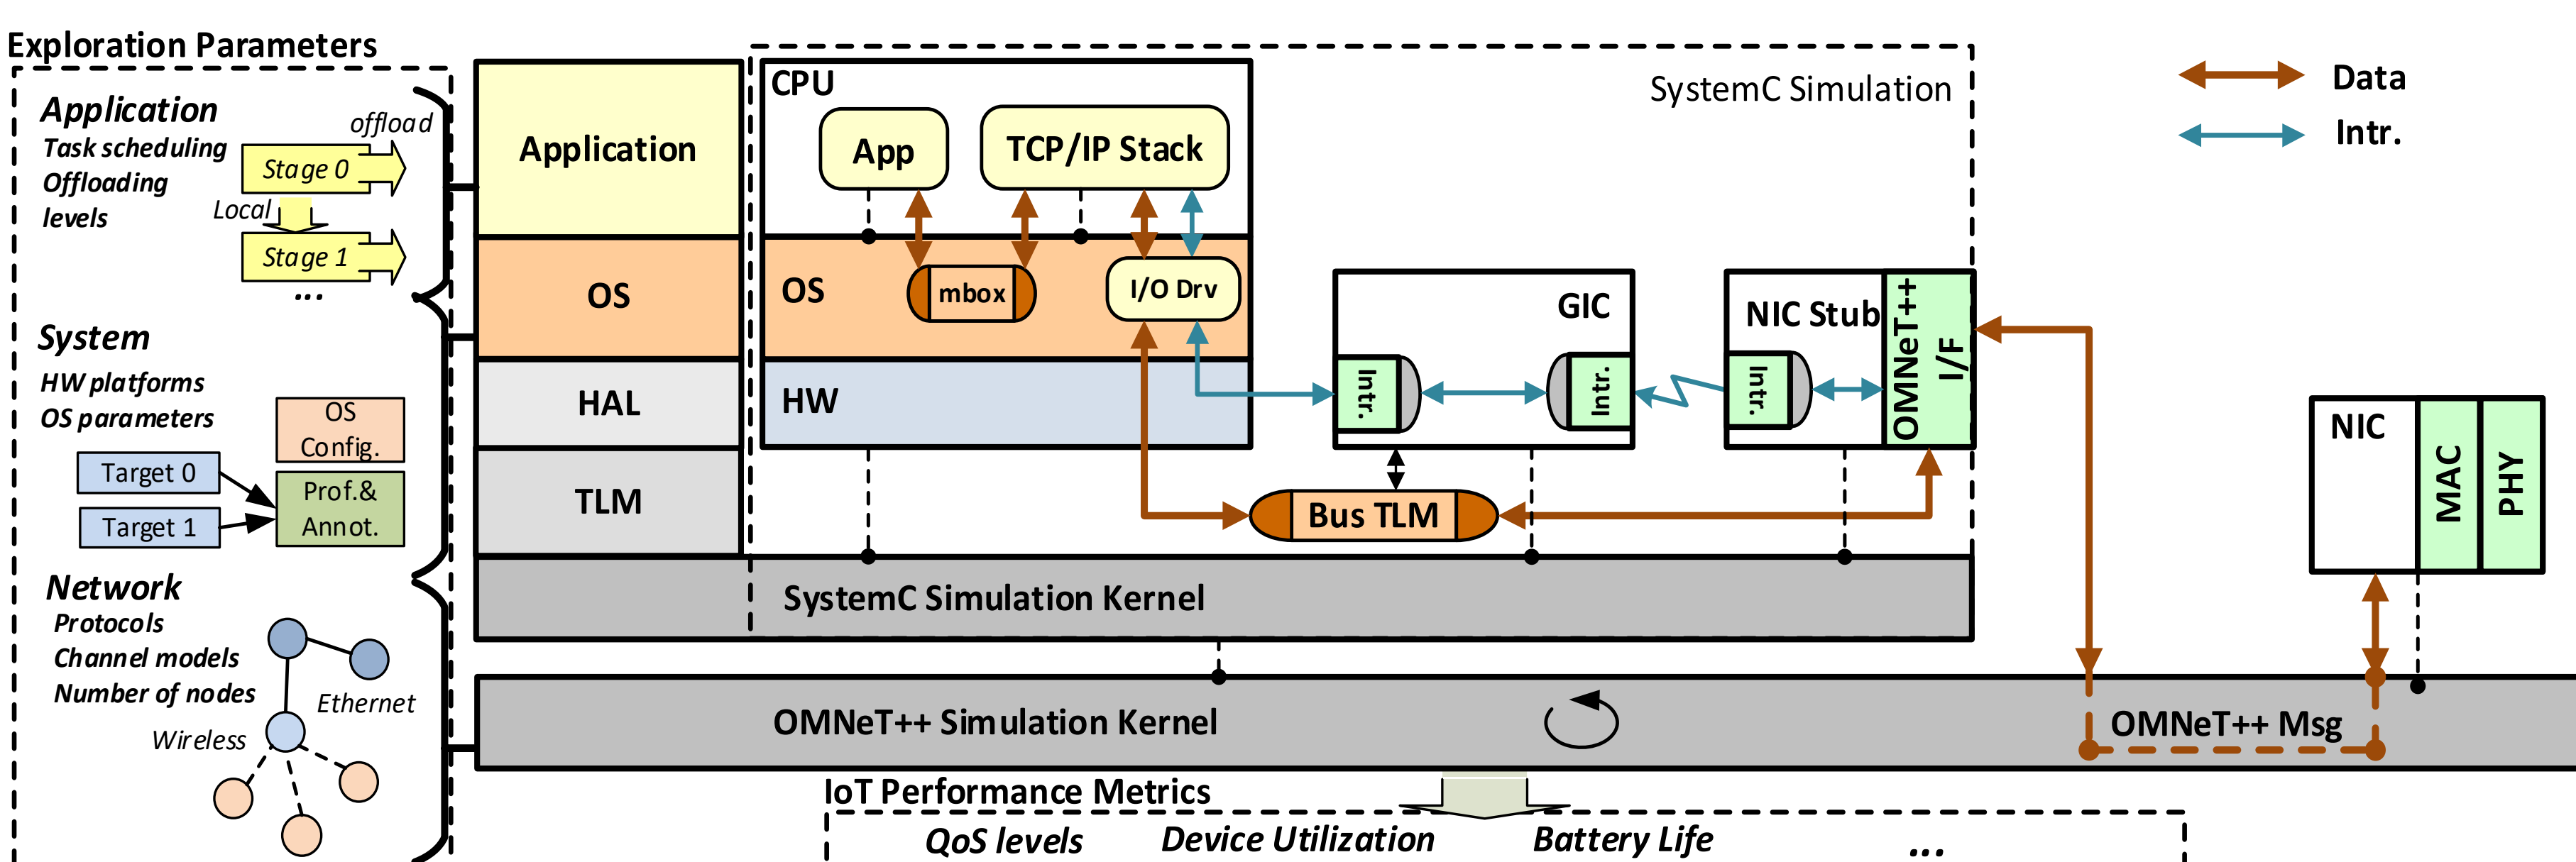 Exploration Parameters
Application
Task scheduling
Offloading
levels
offload
Stage 0
Local
Stage 1
...
System
HW platforms
OS parameters
OS
Config.
Target 0
Target 1
Prof.&
Annot.
Network
Protocols
Channel models
Number of nodes
Ethernet
Wireless
Application
OS
HAL
TLM
CPU
App
TCP/IP Stack
OS
mbox
I/O Drv
HW
SystemC Simulation
GIC
Intr.
Intr.
NIC Stub
Intr.
OMNeT++
I/F
Bus TLM
SystemC Simulation Kernel
Data
Intr.
NIC
MAC
PHY
OMNeT++ Simulation Kernel
OMNeT++ Msg
IoT Performance Metrics
QoS levels
Device Utilization
Battery Life
...